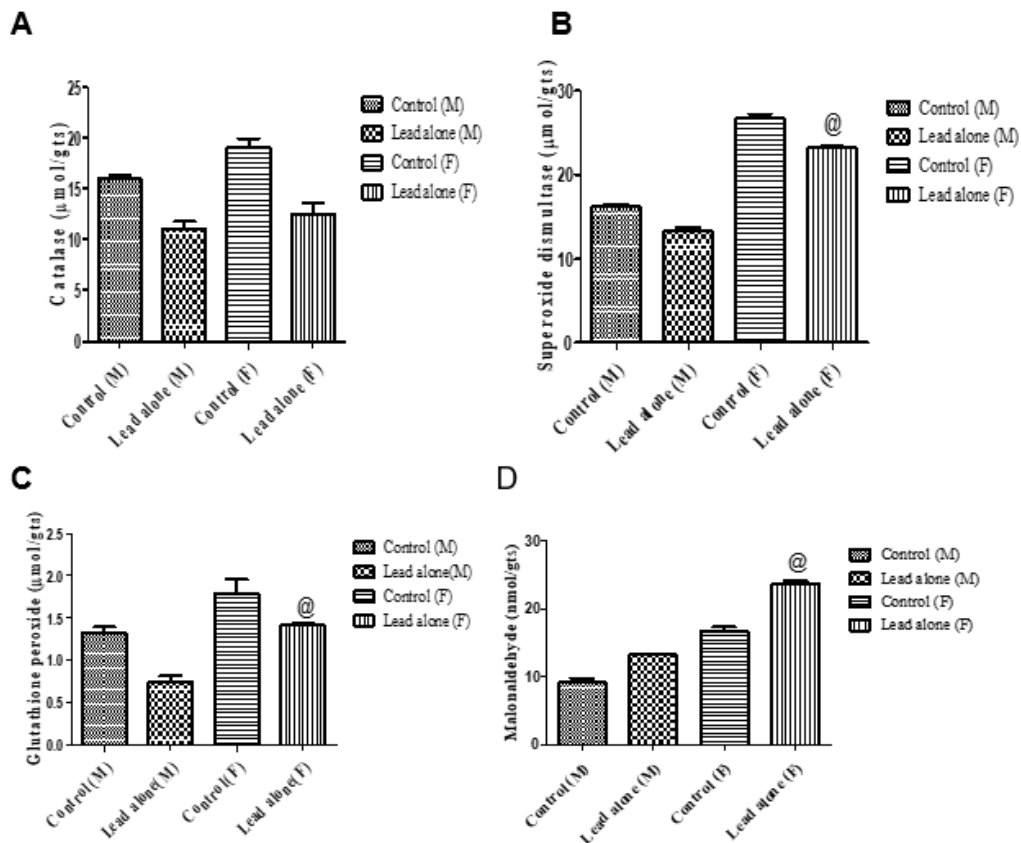 A
Catalase (μmol/gts)
25
20
15
10
5
0
Control (M)
Lead alone (M)
Control (F)
Lead alone (F)
Control (M)
Lead alone (M)
Control (F)
Lead alone (F)
B
Superoxide dismultase (μmol/gts)
30
20
10
0
@
Control (M)
Lead alone (M)
Control (F)
Lead alone (F)
Control (M)
Lead alone (M)
Control (F)
Lead alone (F)
C
Glutathione peroxide (μmol/gts)
2.5
2.0
1.5
1.0
0.5
0.0
@
Control (M)
Lead alone(M)
Control(F)
Lead alone(F)
Control (M)
Lead alone(M)
Control (F)
Lead alone (F)
D
Malonaldehyde (nmol/gts)
30
20
10
0
@
Control (M)
Lead alone (M)
Control (F)
Lead alone (F)
Control (M)
Lead alone (M)
Control (F)
Lead alone (F)